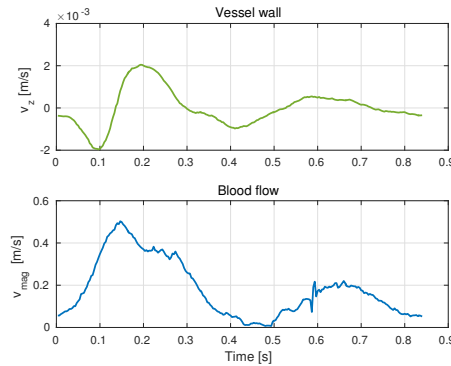 Vessel wall
×10⁻³
4
2
0
-2
v_z [m/s]
0 0.1 0.2 0.3 0.4 0.5 0.6 0.7 0.8 0.9
Blood flow
0.6
0.4
0.2
0
v_mag [m/s]
0 0.1 0.2 0.3 0.4 0.5 0.6 0.7 0.8 0.9
Time [s]